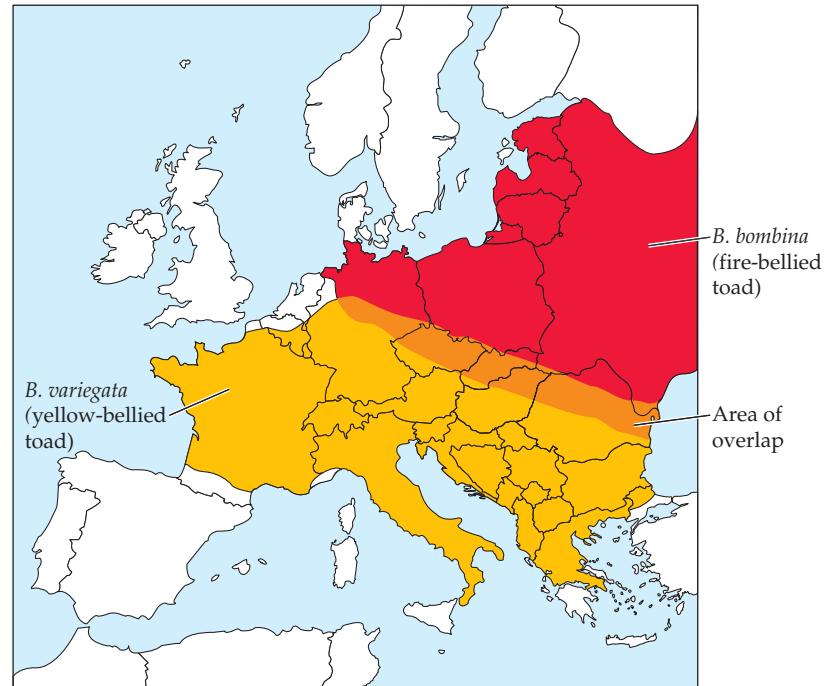 B. bombina
(fire-bellied
toad)
B. variegata
(yellow-bellied
toad)
Area of
overlap